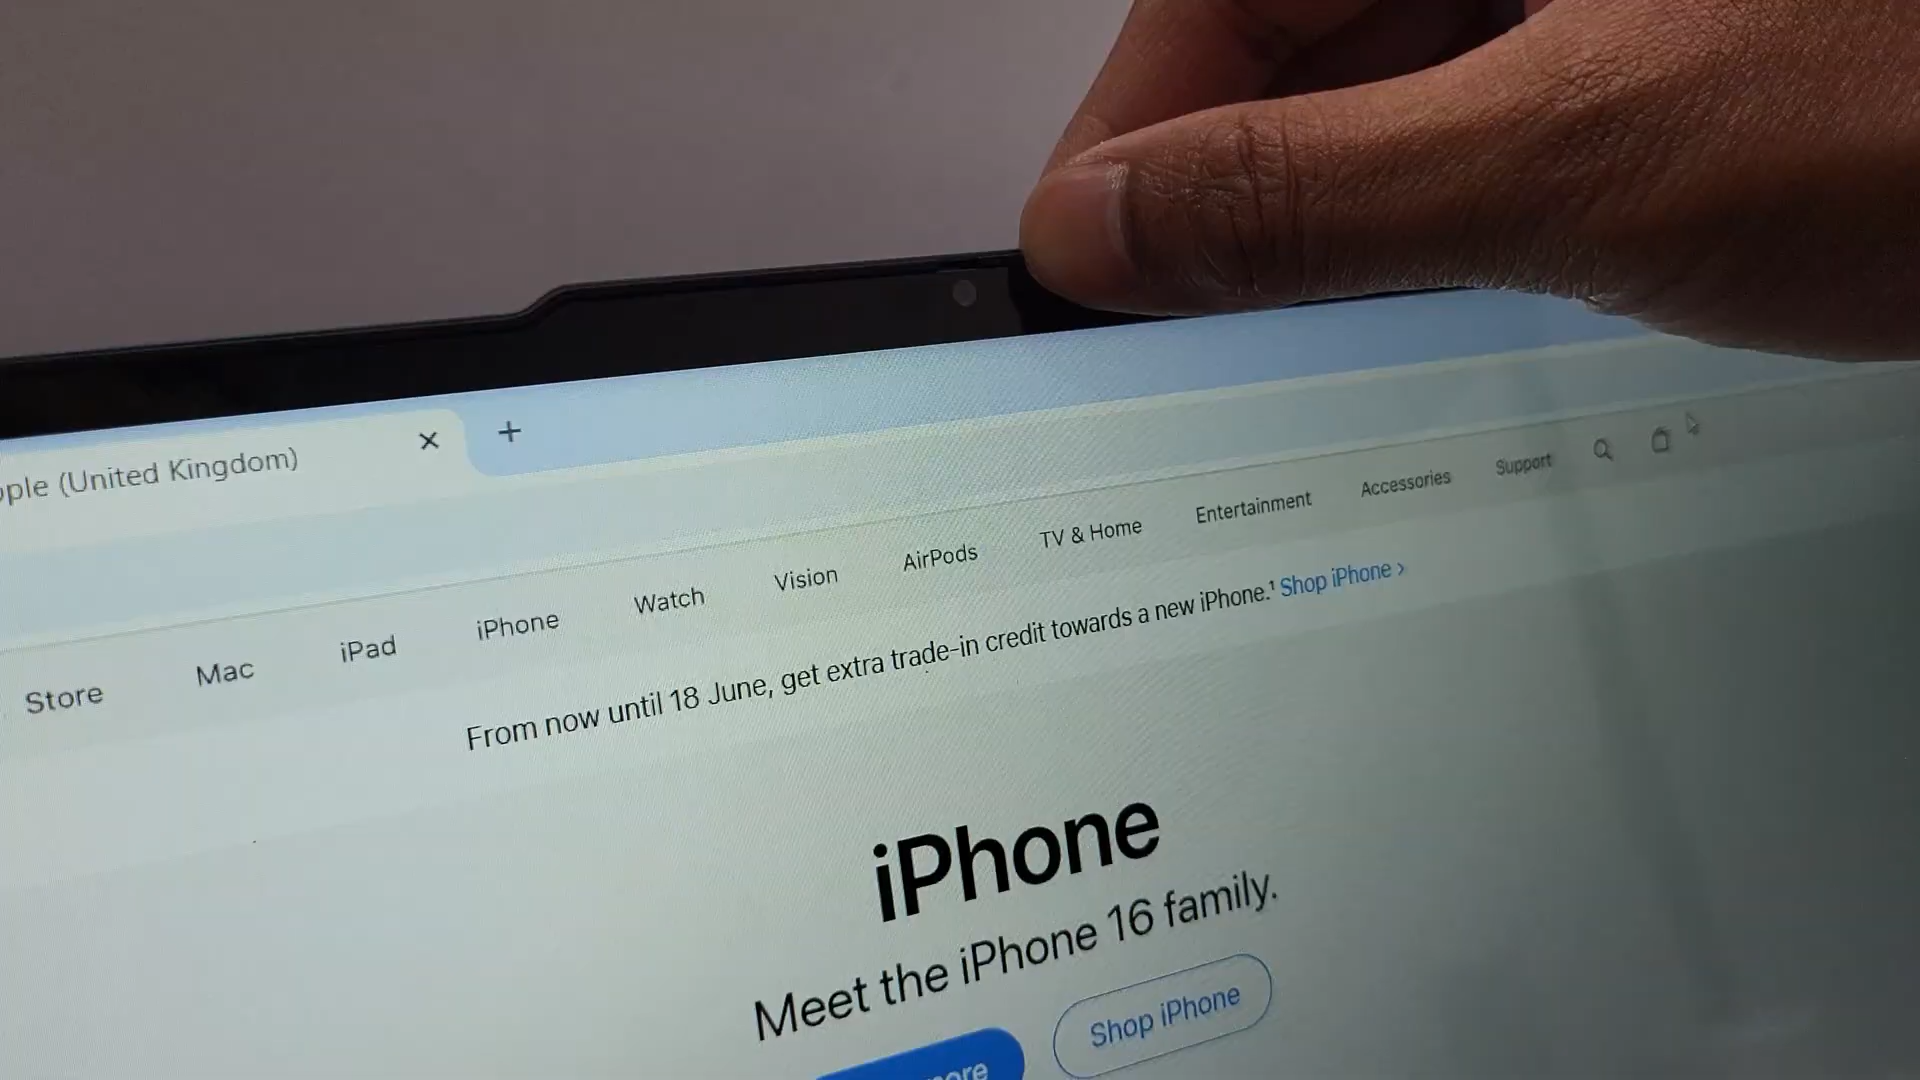 (United Kingdom)
Store Mac iPad iPhone Watch Vision AirPods TV & Home Entertainment Accessories Support
From now until 18 June, get extra trade-in credit towards a new iPhone.¹ Shop iPhone >
iPhone
Meet the iPhone 16 family.
Shop iPhone